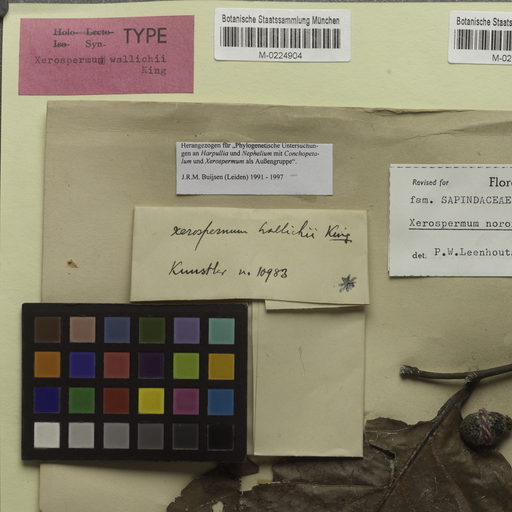 Holo- Lecto- TYPE
Iso- Syn-
Xerospermum wallichii
King
Botanische Staatssammlung München
M-0224904
Botanische Staats
M-02
Herangezogen für „Phylogenetische Untersuchun-
gen an Harpullia und Nephelium mit Conchopeta-
lum und Xerospermum als Außengruppe“.
J.R.M. Buijsen (Leiden) 1991 - 1997
Revised for Flor
fam. SAPINDACEAE
Xerospermum noro
det. P.W.Leenhout
xerospermum wallichii King
Kunstler n. 10983